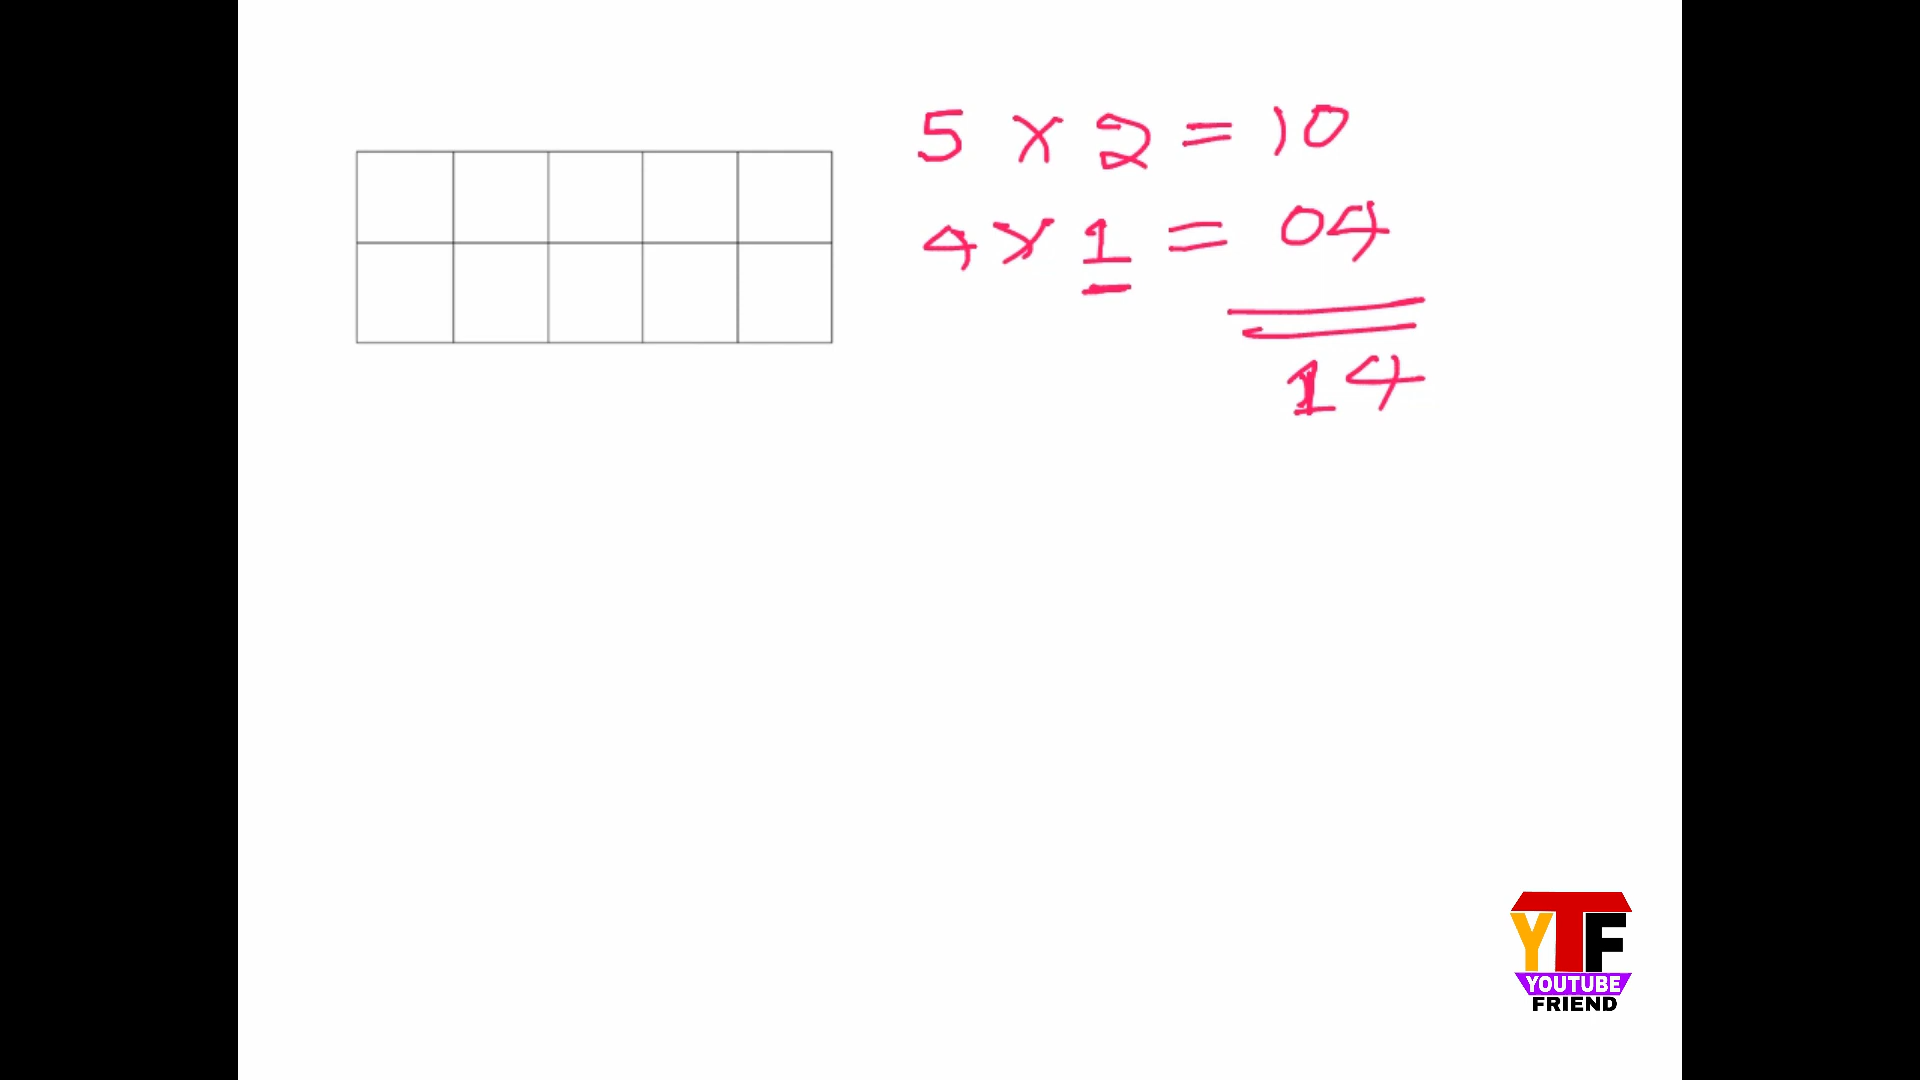 5 x 2 = 10
4 x 1 = 04
14
YTF
YOUTUBE
FRIEND